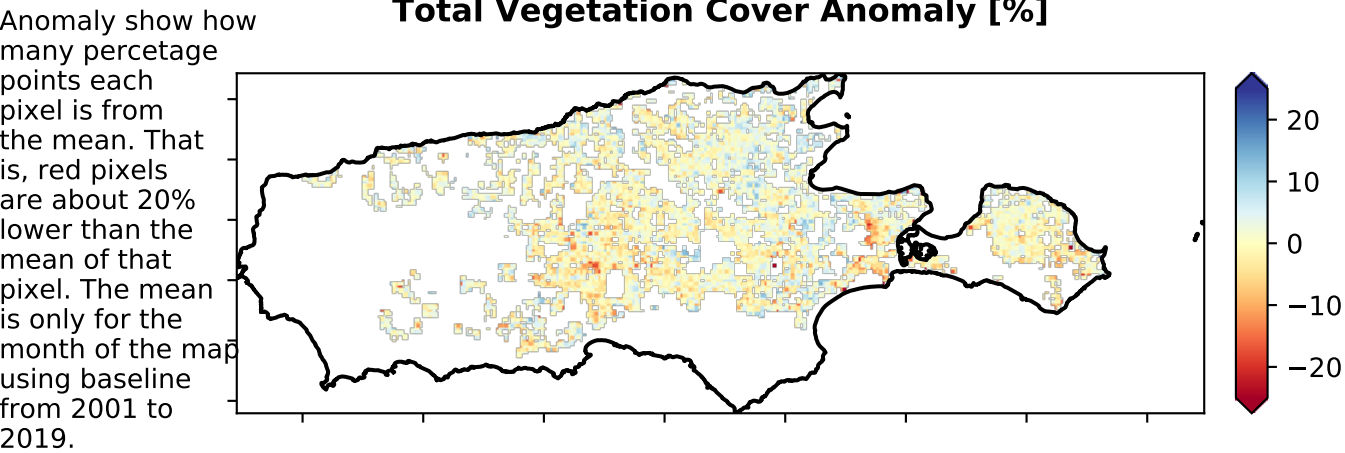 Total Vegetation Cover Anomaly [%]
Anomaly show how
many percetage
points each
pixel is from
the mean. That
is, red pixels
are about 20%
lower than the
mean of that
pixel. The mean
is only for the
month of the map
using baseline
from 2001 to
2019.
20
10
0
−10
−20